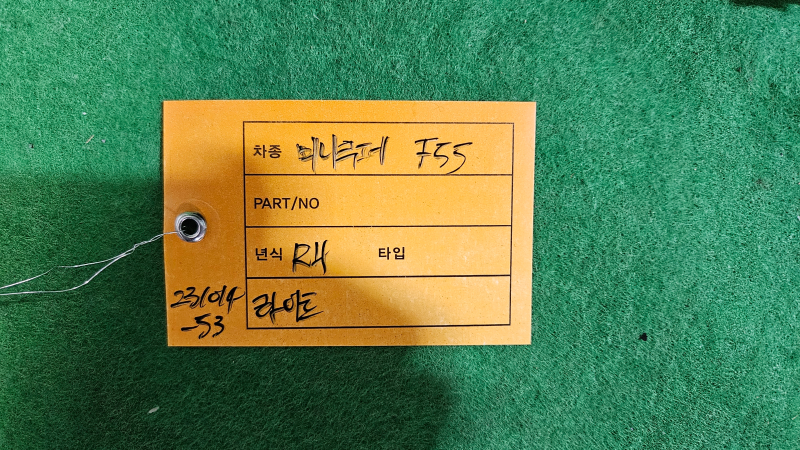 차종 미니쿠퍼 F55
PART/NO
년식 RH 타입
라이트
231014
-53